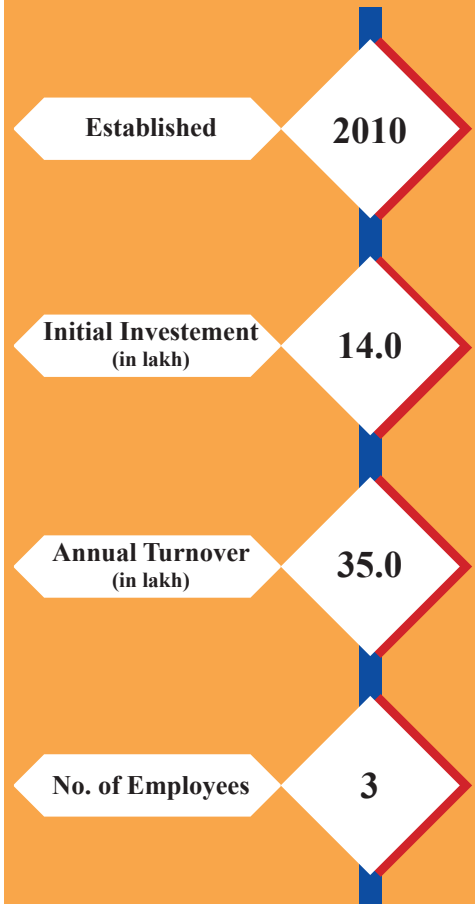 Established
2010
Initial Investement
(in lakh)
14.0
Annual Turnover
(in lakh)
35.0
No. of Employees
3